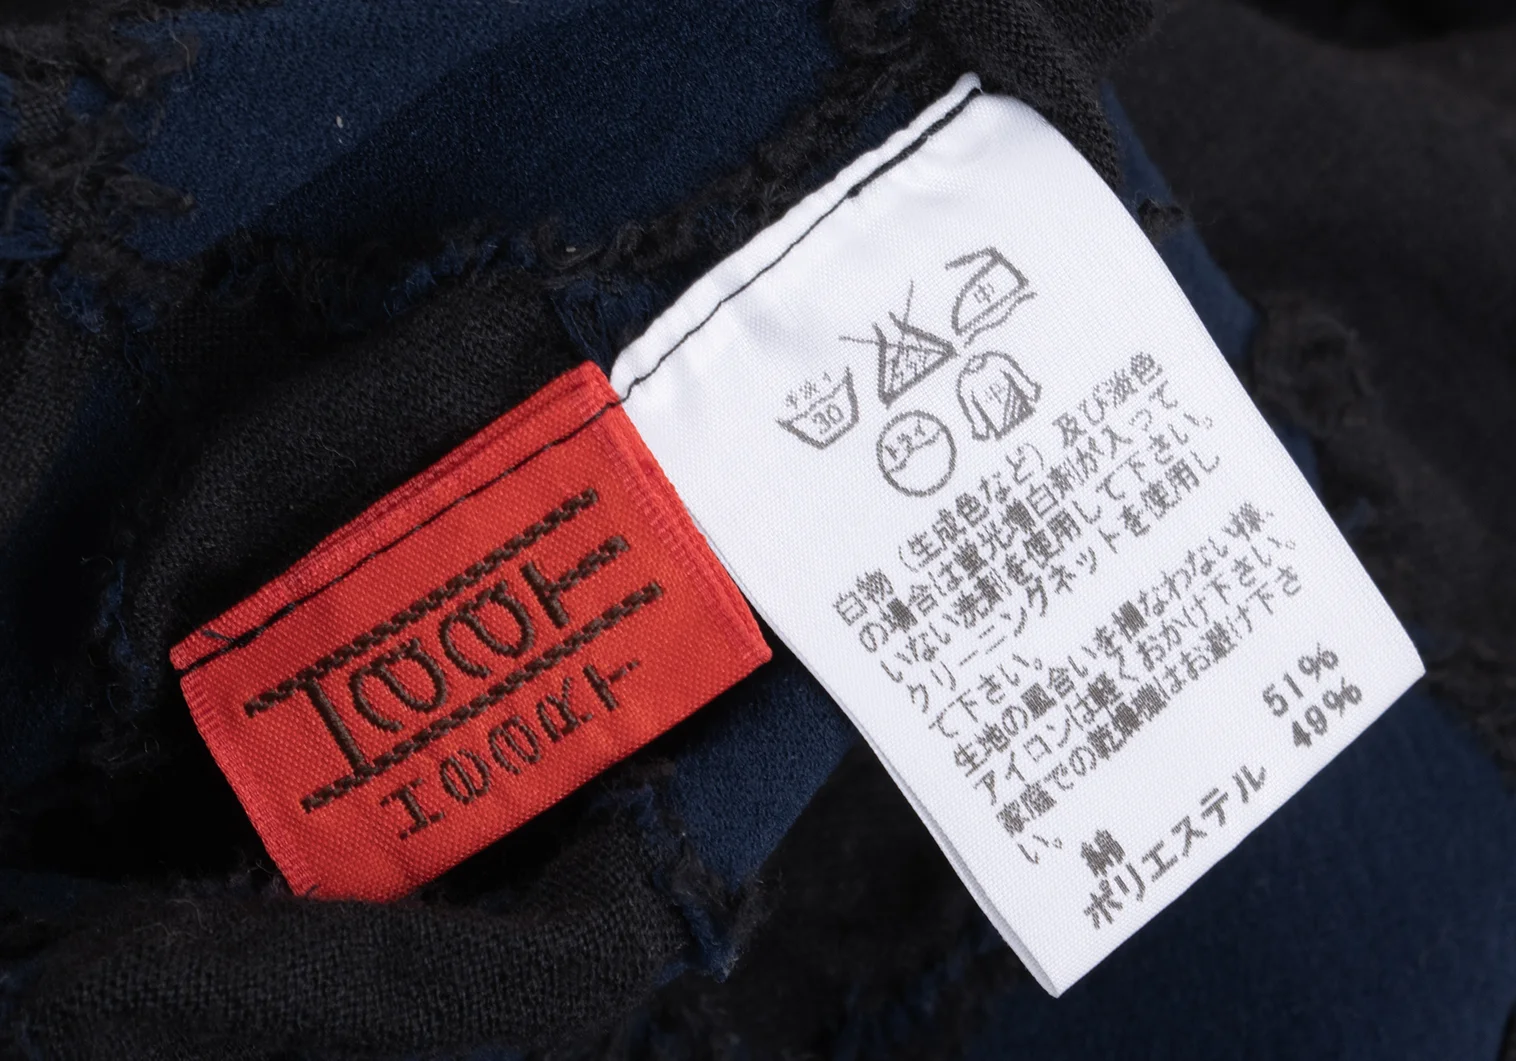 手洗イ
30
中
ドライ
白物(生成色など)及び淡色
の場合は蛍光増白剤が入って
いない洗剤を使用して下さい。
クリーニングネットを使用し
て下さい。
生地の風合いを損なわない様、
アイロンは軽くおかけ下さい。
家庭での乾燥機はお避け下さ
い。
綿 51%
ポリエステル 49%